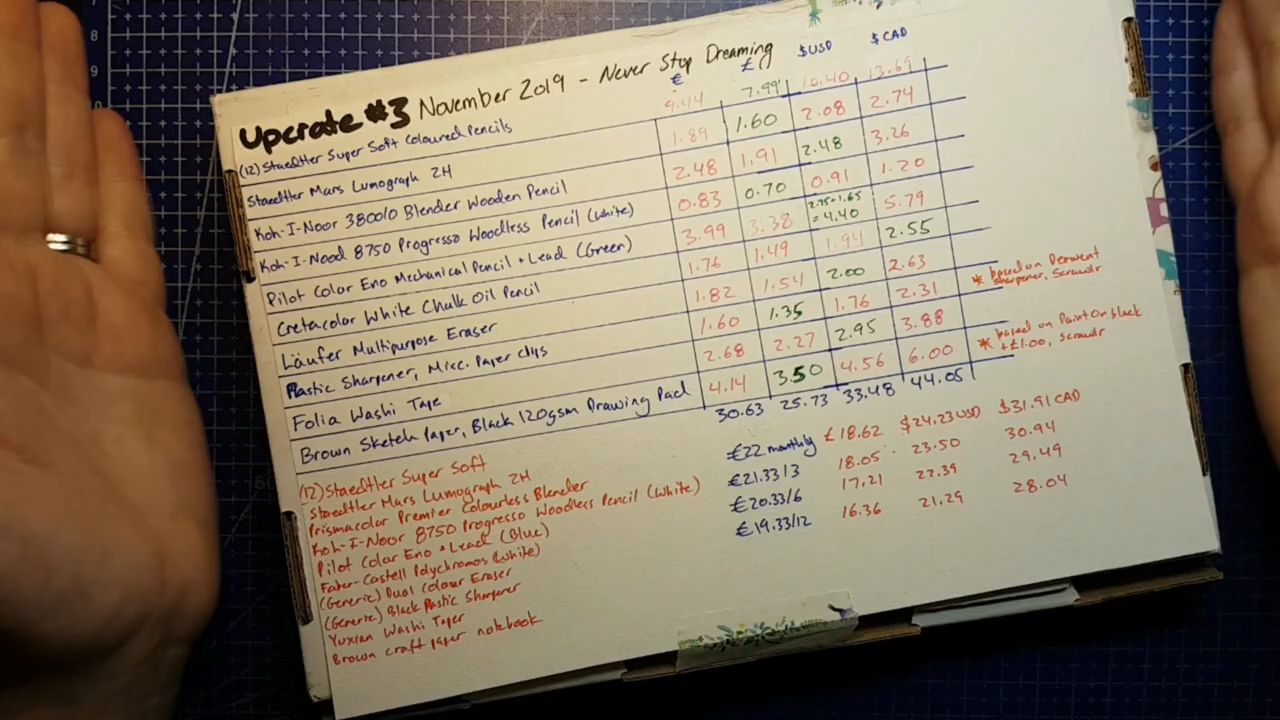 8
9
Upcrate #3 November 2019 - Never Stop Dreaming
€ £ $USD $CAD
(12) Staedtler Super Soft Coloured Pencils 9.44 7.99 10.40 13.69
Staedtler Mars Lumograph 2H 1.89 1.60 2.08 2.74
Koh-I-Noor 380010 Blender Wooden Pencil 2.48 1.91 2.48 3.26
Koh-I-Nood 8750 Progresso Woodless Pencil (White) 0.83 0.70 0.91 1.20
Pilot Color Eno Mechanical Pencil + Lead (Green) 3.99 3.38 2.75+1.65 = 4.40 5.79
Cretacolor White Chalk Oil Pencil 1.76 1.49 1.94 2.55
Läufer Multipurpose Eraser 1.82 1.54 2.00 2.63
Plastic Sharpener, Misc. Paper clips 1.60 1.35 1.76 2.31 * based on Derwent sharpener, Scrawlr
Folia Washi Tape 2.68 2.27 2.95 3.88
Brown Sketch Paper, Black 120gsm Drawing Pad 4.14 3.50 4.56 6.00 * based on PaintOn black +£1.00, scrawlr
30.63 25.73 33.48 44.05
€22 monthly £18.62 $24.23 USD $31.91 CAD
€21.33/3 18.05 23.50 30.94
€20.33/6 17.21 22.39 29.49
€19.33/12 16.36 21.29 28.04
(12) Staedtler Super Soft
Staedtler Mars Lumograph 2H
Prismacolor Premier Colourless Blender
Koh-I-Noor 8750 Progresso Woodless Pencil (White)
Pilot Color Eno + Lead (Blue)
Faber-Castell Polychromos (White)
(Generic) Dual Colour Eraser
(Generic) Black Plastic Sharpener
Yuxian Washi Taper
Brown craft paper notebook